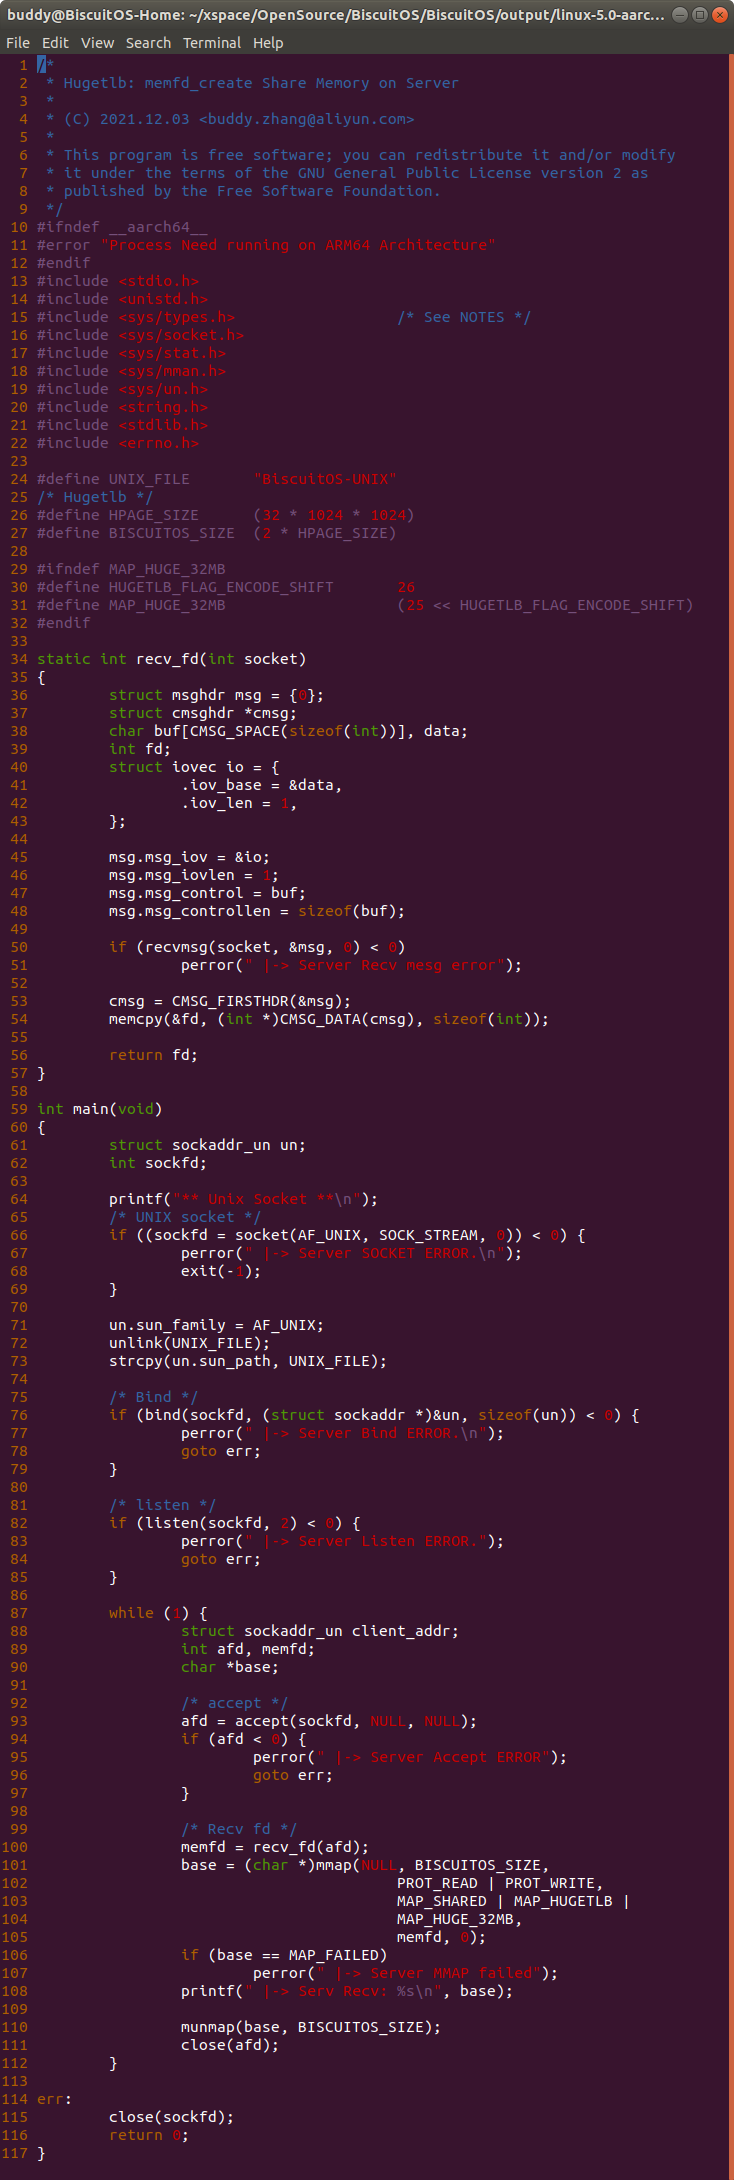 buddy@BiscuitOS-Home: ~/xspace/OpenSource/BiscuitOS/BiscuitOS/output/linux-5.0-aarc...
File Edit View Search Terminal Help
1 /*
2  * Hugetlb: memfd_create Share Memory on Server
3  *
4  * (C) 2021.12.03 <buddy.zhang@aliyun.com>
5  *
6  * This program is free software; you can redistribute it and/or modify
7  * it under the terms of the GNU General Public License version 2 as
8  * published by the Free Software Foundation.
9  */
10 #ifndef __aarch64__
11 #error "Process Need running on ARM64 Architecture"
12 #endif
13 #include <stdio.h>
14 #include <unistd.h>
15 #include <sys/types.h>                  /* See NOTES */
16 #include <sys/socket.h>
17 #include <sys/stat.h>
18 #include <sys/mman.h>
19 #include <sys/un.h>
20 #include <string.h>
21 #include <stdlib.h>
22 #include <errno.h>
23
24 #define UNIX_FILE       "BiscuitOS-UNIX"
25 /* Hugetlb */
26 #define HPAGE_SIZE      (32 * 1024 * 1024)
27 #define BISCUITOS_SIZE  (2 * HPAGE_SIZE)
28
29 #ifndef MAP_HUGE_32MB
30 #define HUGETLB_FLAG_ENCODE_SHIFT       26
31 #define MAP_HUGE_32MB                   (25 << HUGETLB_FLAG_ENCODE_SHIFT)
32 #endif
33
34 static int recv_fd(int socket)
35 {
36         struct msghdr msg = {0};
37         struct cmsghdr *cmsg;
38         char buf[CMSG_SPACE(sizeof(int))], data;
39         int fd;
40         struct iovec io = {
41                 .iov_base = &data,
42                 .iov_len = 1,
43         };
44
45         msg.msg_iov = &io;
46         msg.msg_iovlen = 1;
47         msg.msg_control = buf;
48         msg.msg_controllen = sizeof(buf);
49
50         if (recvmsg(socket, &msg, 0) < 0)
51                 perror(" |-> Server Recv mesg error");
52
53         cmsg = CMSG_FIRSTHDR(&msg);
54         memcpy(&fd, (int *)CMSG_DATA(cmsg), sizeof(int));
55
56         return fd;
57 }
58
59 int main(void)
60 {
61         struct sockaddr_un un;
62         int sockfd;
63
64         printf("** Unix Socket **\n");
65         /* UNIX socket */
66         if ((sockfd = socket(AF_UNIX, SOCK_STREAM, 0)) < 0) {
67                 perror(" |-> Server SOCKET ERROR.\n");
68                 exit(-1);
69         }
70
71         un.sun_family = AF_UNIX;
72         unlink(UNIX_FILE);
73         strcpy(un.sun_path, UNIX_FILE);
74
75         /* Bind */
76         if (bind(sockfd, (struct sockaddr *)&un, sizeof(un)) < 0) {
77                 perror(" |-> Server Bind ERROR.\n");
78                 goto err;
79         }
80
81         /* listen */
82         if (listen(sockfd, 2) < 0) {
83                 perror(" |-> Server Listen ERROR.");
84                 goto err;
85         }
86
87         while (1) {
88                 struct sockaddr_un client_addr;
89                 int afd, memfd;
90                 char *base;
91
92                 /* accept */
93                 afd = accept(sockfd, NULL, NULL);
94                 if (afd < 0) {
95                         perror(" |-> Server Accept ERROR");
96                         goto err;
97                 }
98
99                 /* Recv fd */
100                 memfd = recv_fd(afd);
101                 base = (char *)mmap(NULL, BISCUITOS_SIZE,
102                                         PROT_READ | PROT_WRITE,
103                                         MAP_SHARED | MAP_HUGETLB |
104                                         MAP_HUGE_32MB,
105                                         memfd, 0);
106                 if (base == MAP_FAILED)
107                         perror(" |-> Server MMAP failed");
108                 printf(" |-> Serv Recv: %s\n", base);
109
110                 munmap(base, BISCUITOS_SIZE);
111                 close(afd);
112         }
113
114 err:
115         close(sockfd);
116         return 0;
117 }